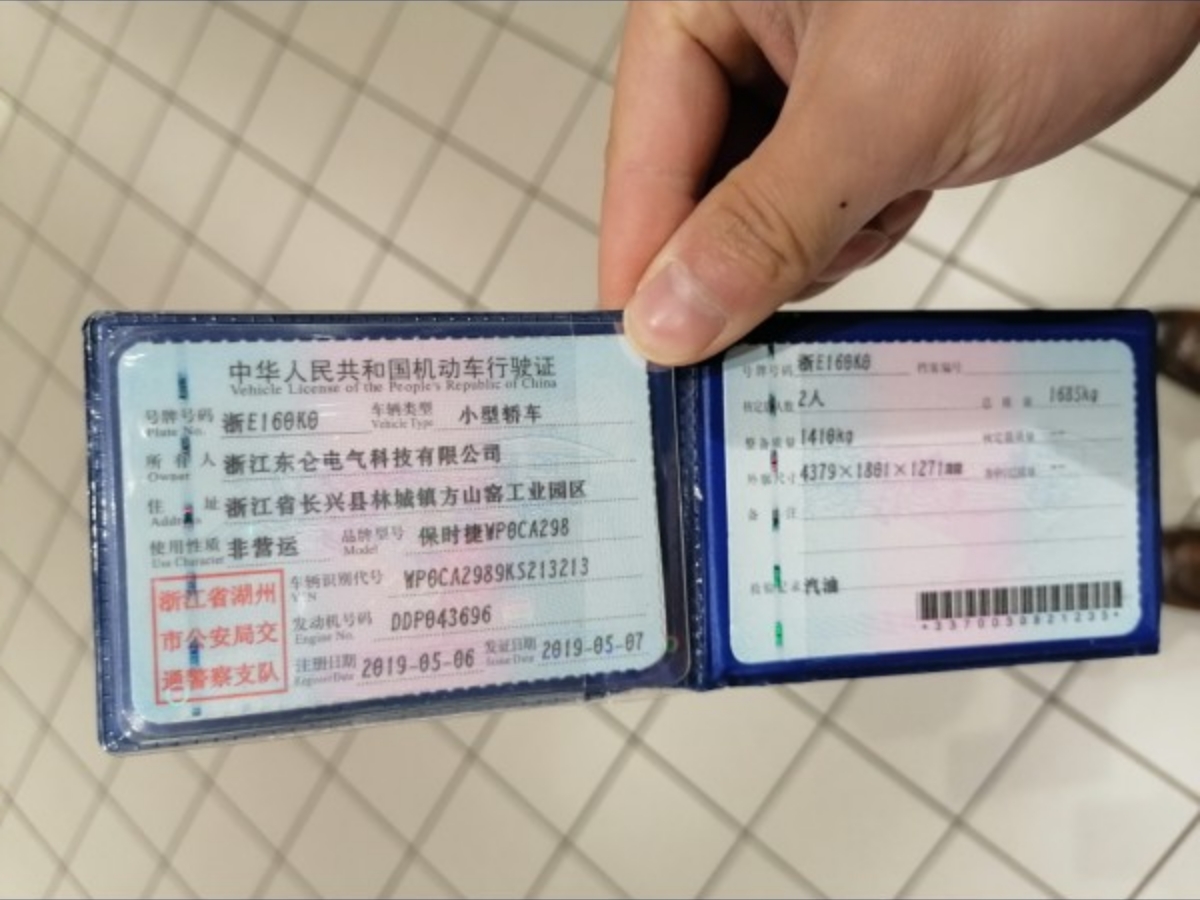 中华人民共和国机动车行驶证
Vehicle License of the People's Republic of China
号牌号码 浙E160K0 车辆类型 小型轿车
Plate No. Vehicle Type
所有人 浙江东仑电气科技有限公司
Owner
住址 浙江省长兴县林城镇方山窑工业园区
Address
使用性质 非营运 品牌型号 保时捷WP0CA298
Use Character Model
浙江省湖州
市公安局交
通警察支队
车辆识别代号 WP0CA2989KS213213
VIN
发动机号码 DDP043696
Engine No.
注册日期 2019-05-06 发证日期 2019-05-07
Register Date Issue Date
号牌号码 浙E160K0 档案编号
核定载人数 2人 总质量 1685kg
整备质量 1410kg 核定载质量 --
外廓尺寸 4379×1801×1271mm --
备注
检验记录 汽油